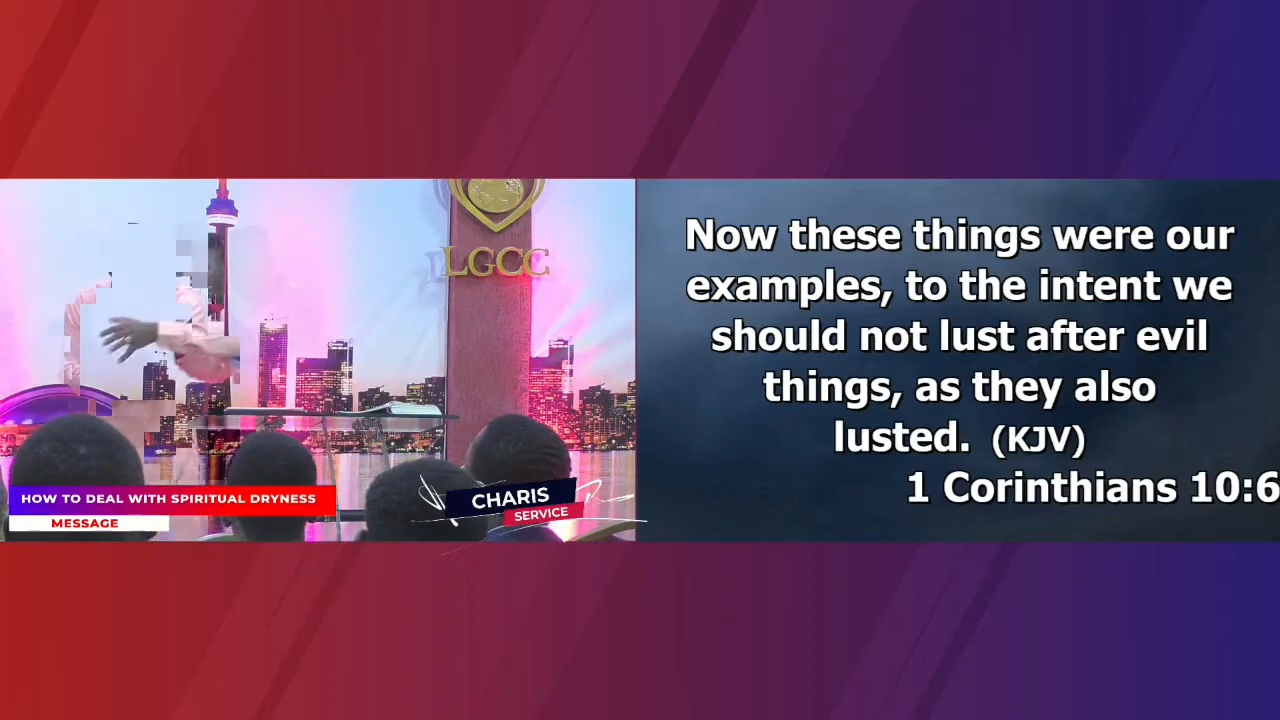 LGCC
HOW TO DEAL WITH SPIRITUAL DRYNESS
MESSAGE
CHARIS
SERVICE
Now these things were our
examples, to the intent we
should not lust after evil
things, as they also
lusted. (KJV)
1 Corinthians 10:6